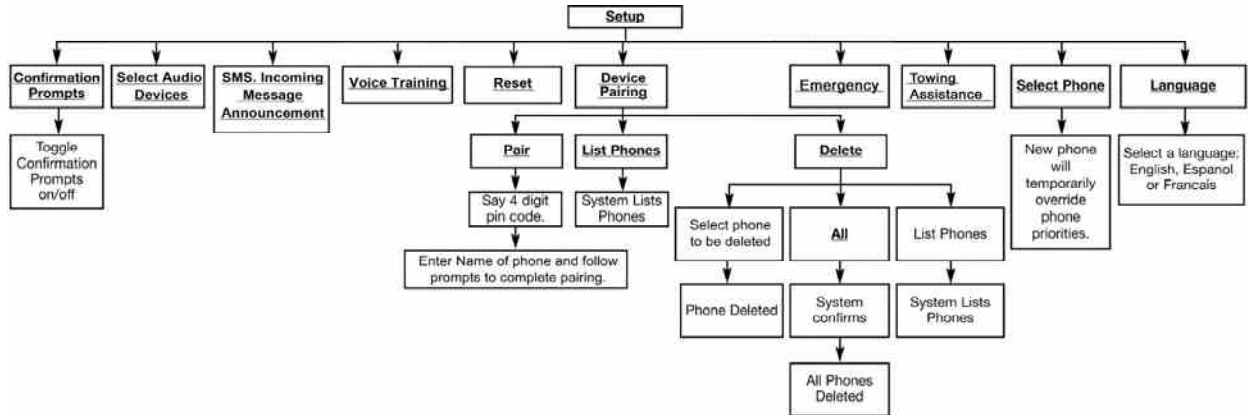 Setup
Confirmation
Prompts
Select Audio
Devices
SMS. Incoming
Message
Announcement
Voice Training
Reset
Device
Pairing
Emergency
Towing
Assistance
Select Phone
Language
Toggle
Confirmation
Prompts
on/off
Pair
List Phones
Delete
New phone
will
temporarily
override
phone
priorities.
Select a language:
English, Espanol
or Francais
Say 4 digit
pin code.
System Lists
Phones
Select phone
to be deleted
All
List Phones
Enter Name of phone and follow
prompts to complete pairing.
Phone Deleted
System
confirms
System Lists
Phones
All Phones
Deleted